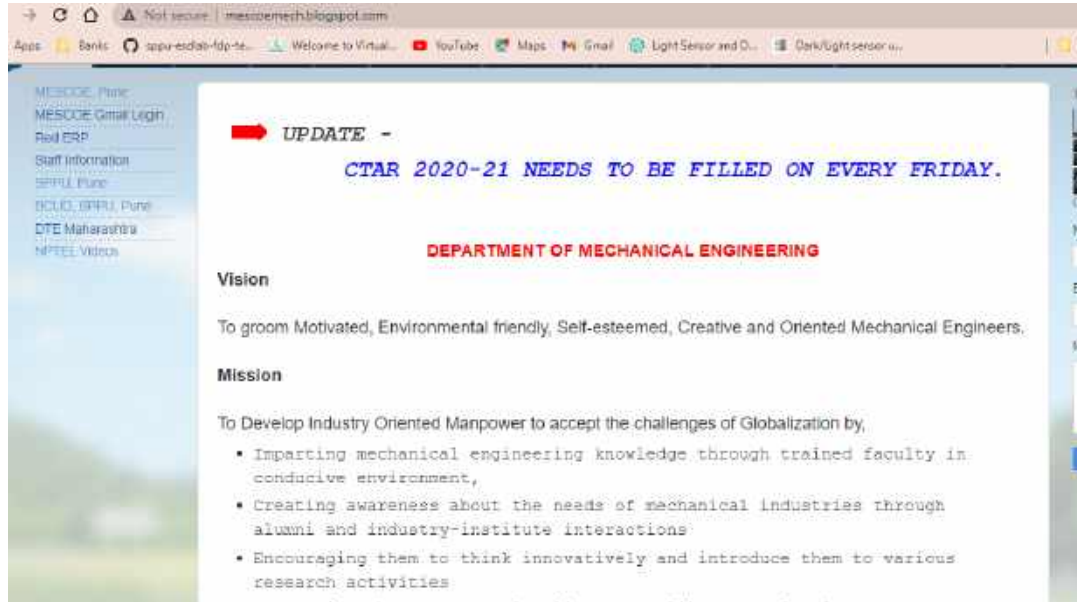 Not secure | mescoemech.blogspot.com
Apps Banks sppu-esdlab-fdp-te... Welcome to Virtual... YouTube Maps Gmail Light Sensor and D... Dark/light sensor u...
MESCOE, Pune
MESCOE Gmail Login
Red ERP
Staff Information
SPPU, Pune
BCUD, SPPU, Pune
DTE Maharashtra
NPTEL Videos
UPDATE -
CTAR 2020-21 NEEDS TO BE FILLED ON EVERY FRIDAY.
DEPARTMENT OF MECHANICAL ENGINEERING
Vision
To groom Motivated, Environmental friendly, Self-esteemed, Creative and Oriented Mechanical Engineers.
Mission
To Develop Industry Oriented Manpower to accept the challenges of Globalization by,
• Imparting mechanical engineering knowledge through trained faculty in
conducive environment,
• Creating awareness about the needs of mechanical industries through
alumni and industry-institute interactions
• Encouraging them to think innovatively and introduce them to various
research activities